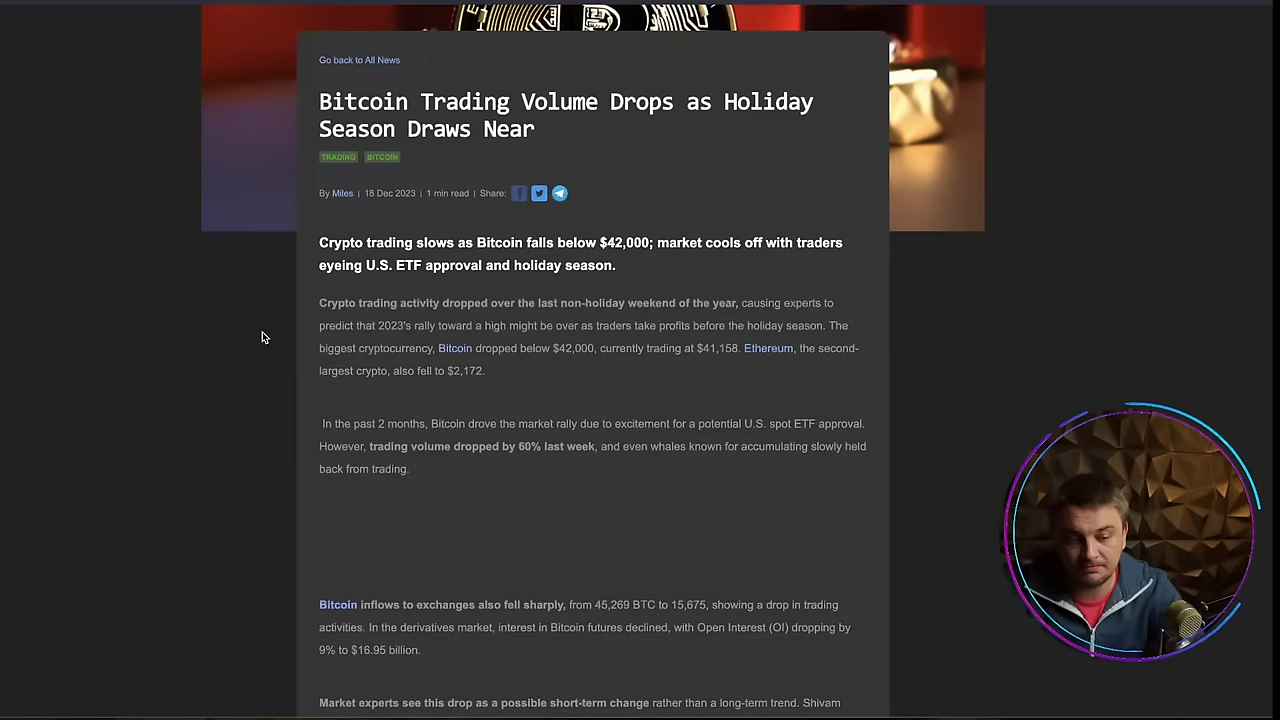 Go back to All News
Bitcoin Trading Volume Drops as Holiday
Season Draws Near
TRADING BITCOIN
By Miles | 18 Dec 2023 | 1 min read | Share:
Crypto trading slows as Bitcoin falls below $42,000; market cools off with traders
eyeing U.S. ETF approval and holiday season.
Crypto trading activity dropped over the last non-holiday weekend of the year, causing experts to
predict that 2023's rally toward a high might be over as traders take profits before the holiday season. The
biggest cryptocurrency, Bitcoin dropped below $42,000, currently trading at $41,158. Ethereum, the second-
largest crypto, also fell to $2,172.
In the past 2 months, Bitcoin drove the market rally due to excitement for a potential U.S. spot ETF approval.
However, trading volume dropped by 60% last week, and even whales known for accumulating slowly held
back from trading.
Bitcoin inflows to exchanges also fell sharply, from 45,269 BTC to 15,675, showing a drop in trading
activities. In the derivatives market, interest in Bitcoin futures declined, with Open Interest (OI) dropping by
9% to $16.95 billion.
Market experts see this drop as a possible short-term change rather than a long-term trend. Shivam